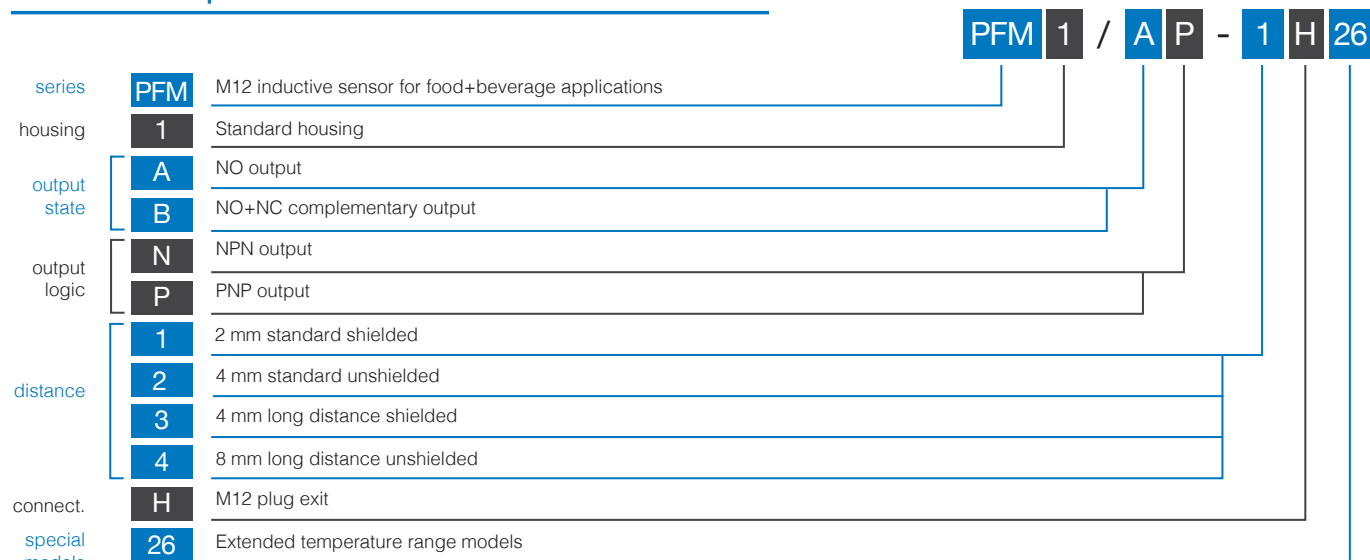 PFM 1 / A P - 1 H 26
series PFM M12 inductive sensor for food+beverage applications
housing 1 Standard housing
output state
A NO output
B NO+NC complementary output
output logic
N NPN output
P PNP output
distance
1 2 mm standard shielded
2 4 mm standard unshielded
3 4 mm long distance shielded
4 8 mm long distance unshielded
connect. H M12 plug exit
special
26 Extended temperature range models